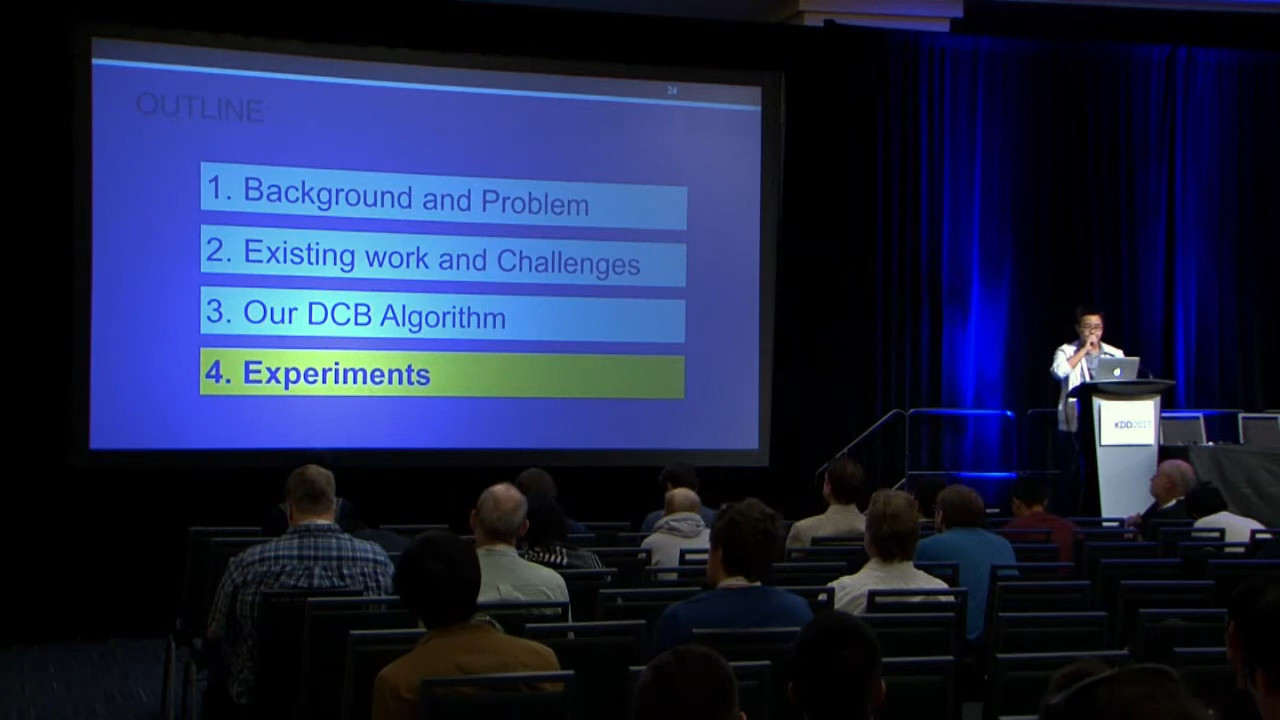 24
OUTLINE
1. Background and Problem
2. Existing work and Challenges
3. Our DCB Algorithm
4. Experiments
KDD2017